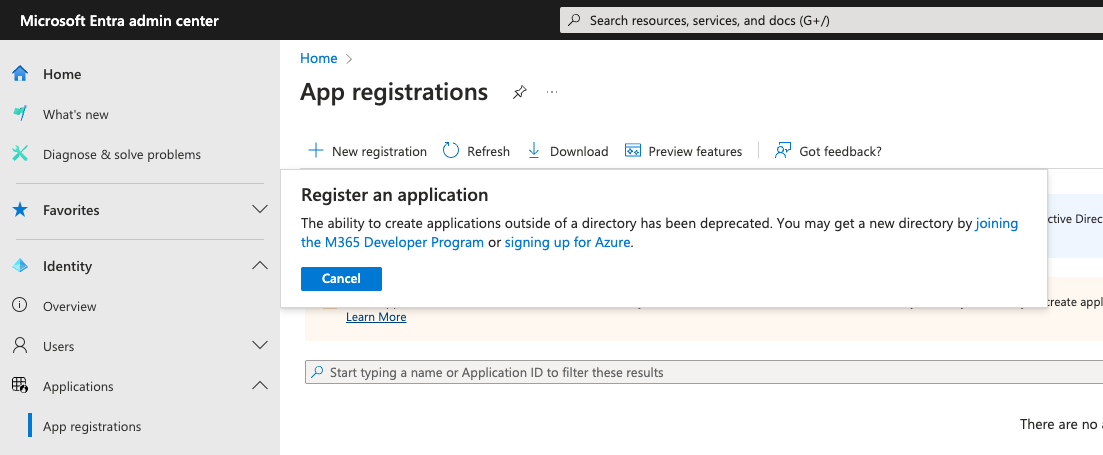 Microsoft Entra admin center
Search resources, services, and docs (G+/)
Home
What's new
Diagnose & solve problems
Favorites
Identity
Overview
Users
Applications
App registrations
Home
App registrations
New registration
Refresh
Download
Preview features
Got feedback?
Register an application
The ability to create applications outside of a directory has been deprecated. You may get a new directory by joining
the M365 Developer Program or signing up for Azure.
Cancel
ctive Direc
create appl
Learn More
Start typing a name or Application ID to filter these results
There are no